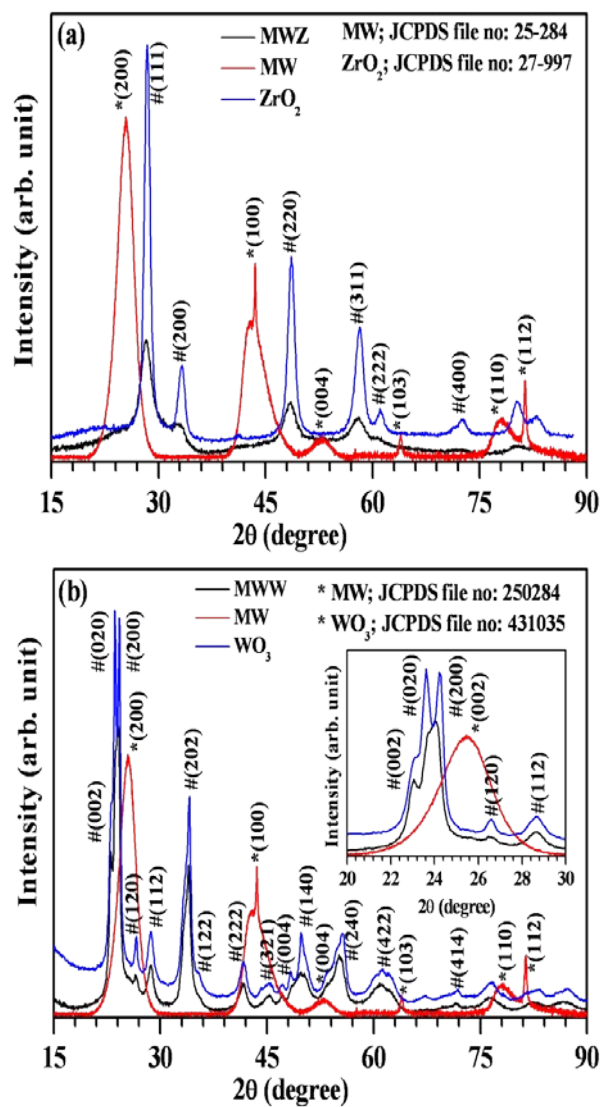 (a)
MWZ
MW
ZrO2
MW; JCPDS file no: 25-284
ZrO2; JCPDS file no: 27-997
*(200)
#(111)
#(200)
*(100)
#(220)
*(004)
#(311)
#(222)
*(103)
#(400)
*(110)
*(112)
Intensity (arb. unit)
15 30 45 60 75 90
2θ (degree)
(b)
MWW
MW
WO3
* MW; JCPDS file no: 250284
* WO3; JCPDS file no: 431035
#(002)
#(020)
#(200)
*(200)
#(120)
#(112)
#(202)
#(122)
#(222)
*(100)
#(321)
#(004)
#(140)
*(004)
#(240)
#(422)
*(103)
#(414)
*(110)
*(112)
Intensity (arb. unit)
#(002)
#(020)
#(200)
*(002)
#(120)
#(112)
Intensity (degree)
20 22 24 26 28 30
2θ (degree)
15 30 45 60 75 90
2θ (degree)